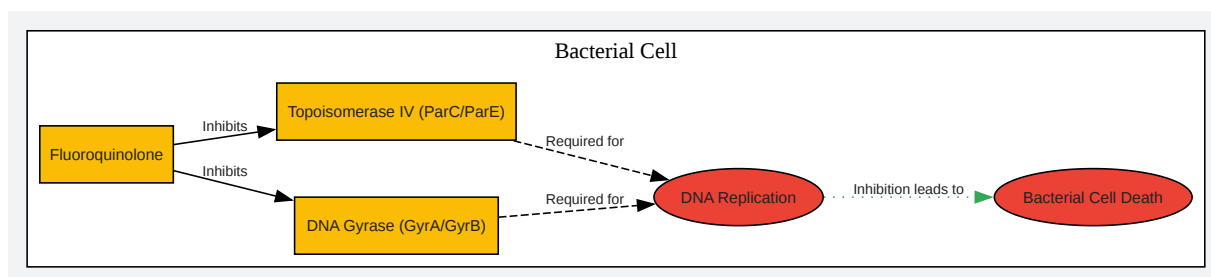 Bacterial Cell
Fluoroquinolone
Inhibits
Inhibits
Topoisomerase IV (ParC/ParE)
DNA Gyrase (GyrA/GyrB)
Required for
Required for
DNA Replication
Inhibition leads to
Bacterial Cell Death